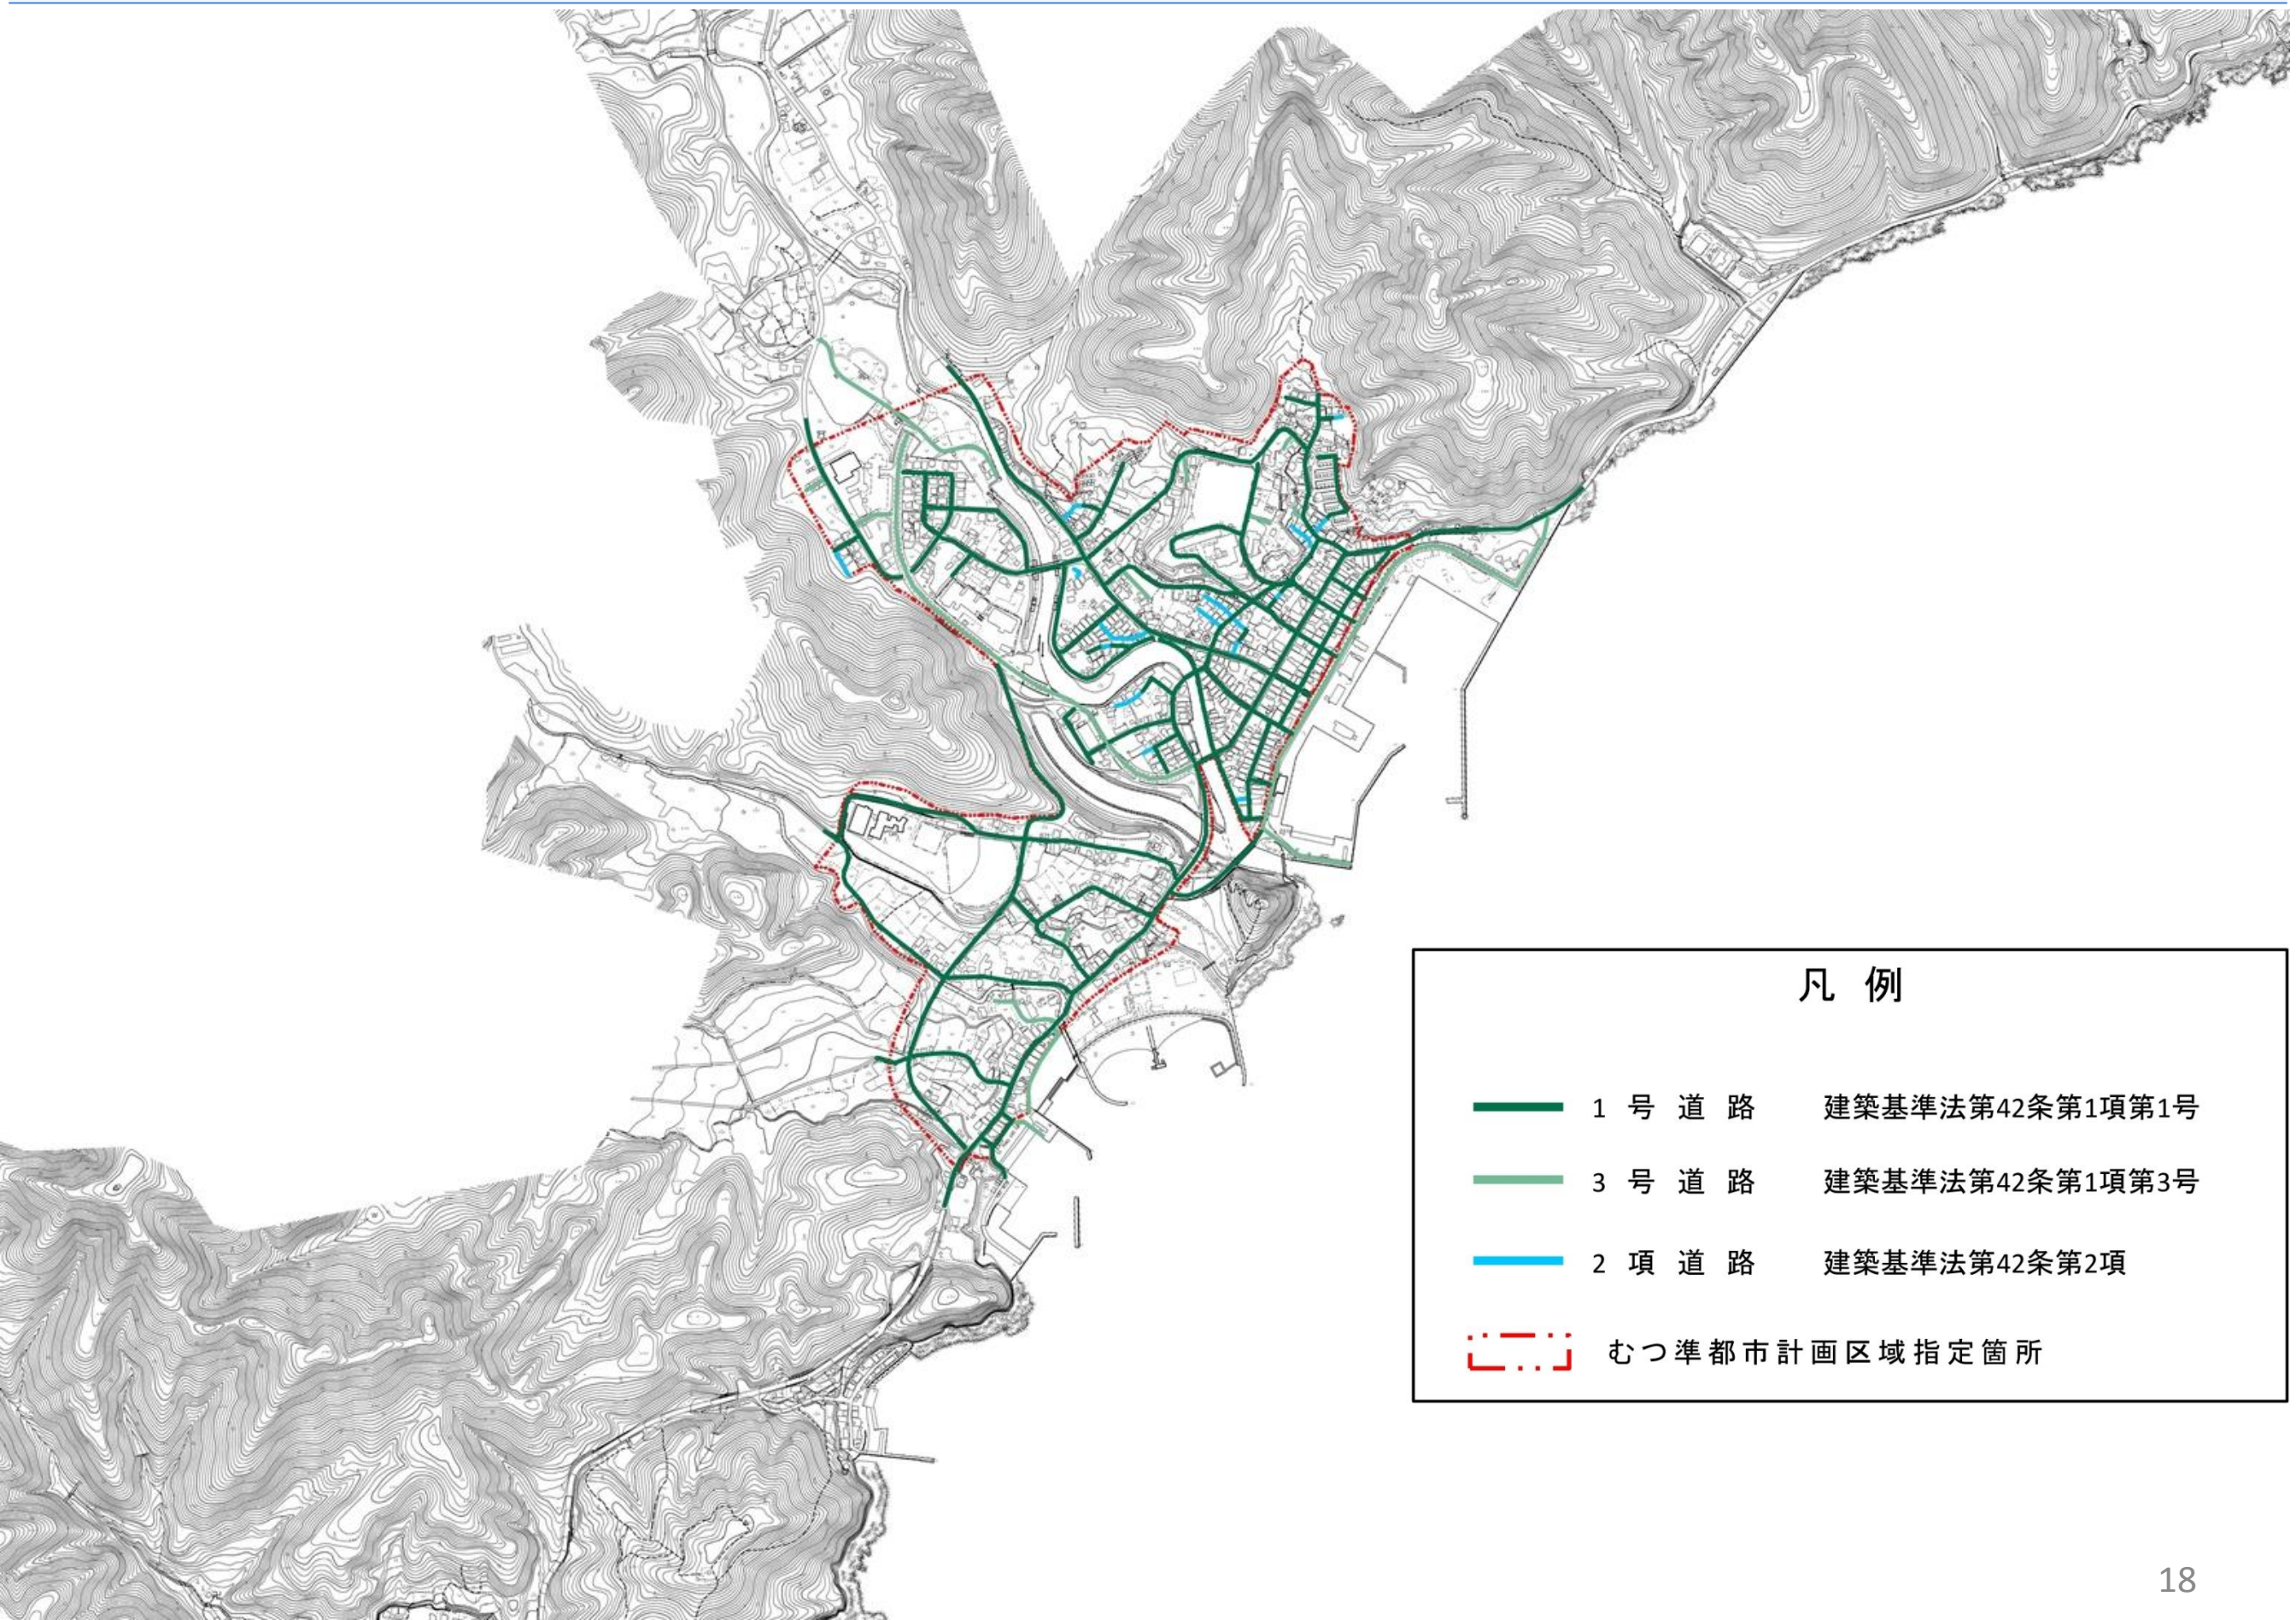 凡 例
1 号 道 路 建築基準法第42条第1項第1号
3 号 道 路 建築基準法第42条第1項第3号
2 項 道 路 建築基準法第42条第2項
むつ準都市計画区域指定箇所
18